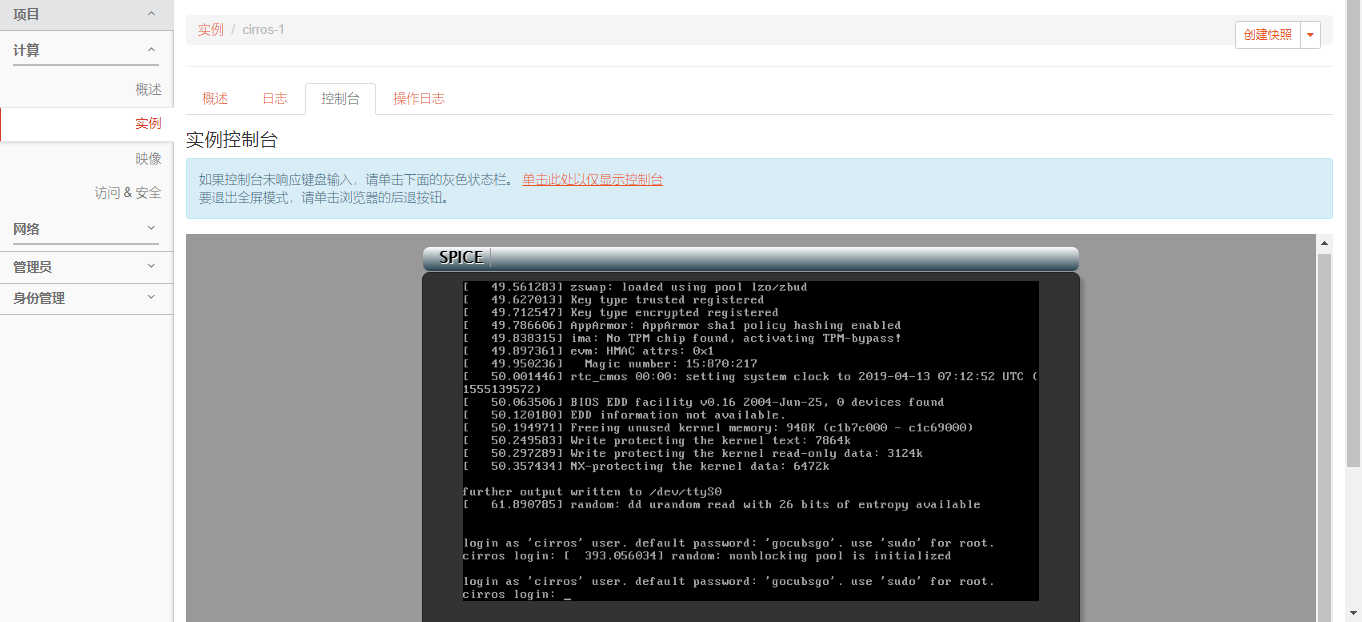 项目
计算
概述
实例
映像
访问 & 安全
网络
管理员
身份管理
实例 / cirros-1
创建快照
概述 日志 控制台 操作日志
实例控制台
如果控制台未响应键盘输入，请单击下面的灰色状态栏。 单击此处以仅显示控制台
要退出全屏模式，请单击浏览器的后退按钮。
SPICE
[   49.561283] zswap: loaded using pool lzo/zbud
[   49.627013] Key type trusted registered
[   49.712547] Key type encrypted registered
[   49.786606] AppArmor: AppArmor sha1 policy hashing enabled
[   49.838315] ima: No TPM chip found, activating TPM-bypass!
[   49.897361] evm: HMAC attrs: 0x1
[   49.950236]   Magic number: 15:870:217
[   50.001446] rtc_cmos 00:00: setting system clock to 2019-04-13 07:12:52 UTC (
1555139572)
[   50.063506] BIOS EDD facility v0.16 2004-Jun-25, 0 devices found
[   50.120180] EDD information not available.
[   50.194971] Freeing unused kernel memory: 948K (c1b7c000 - c1c69000)
[   50.249583] Write protecting the kernel text: 7864k
[   50.297289] Write protecting the kernel read-only data: 3124k
[   50.357434] NX-protecting the kernel data: 6472k
further output written to /dev/ttyS0
[   61.890785] random: dd urandom read with 26 bits of entropy available
login as 'cirros' user. default password: 'gocubsgo'. use 'sudo' for root.
cirros login: [  393.056034] random: nonblocking pool is initialized
login as 'cirros' user. default password: 'gocubsgo'. use 'sudo' for root.
cirros login: _